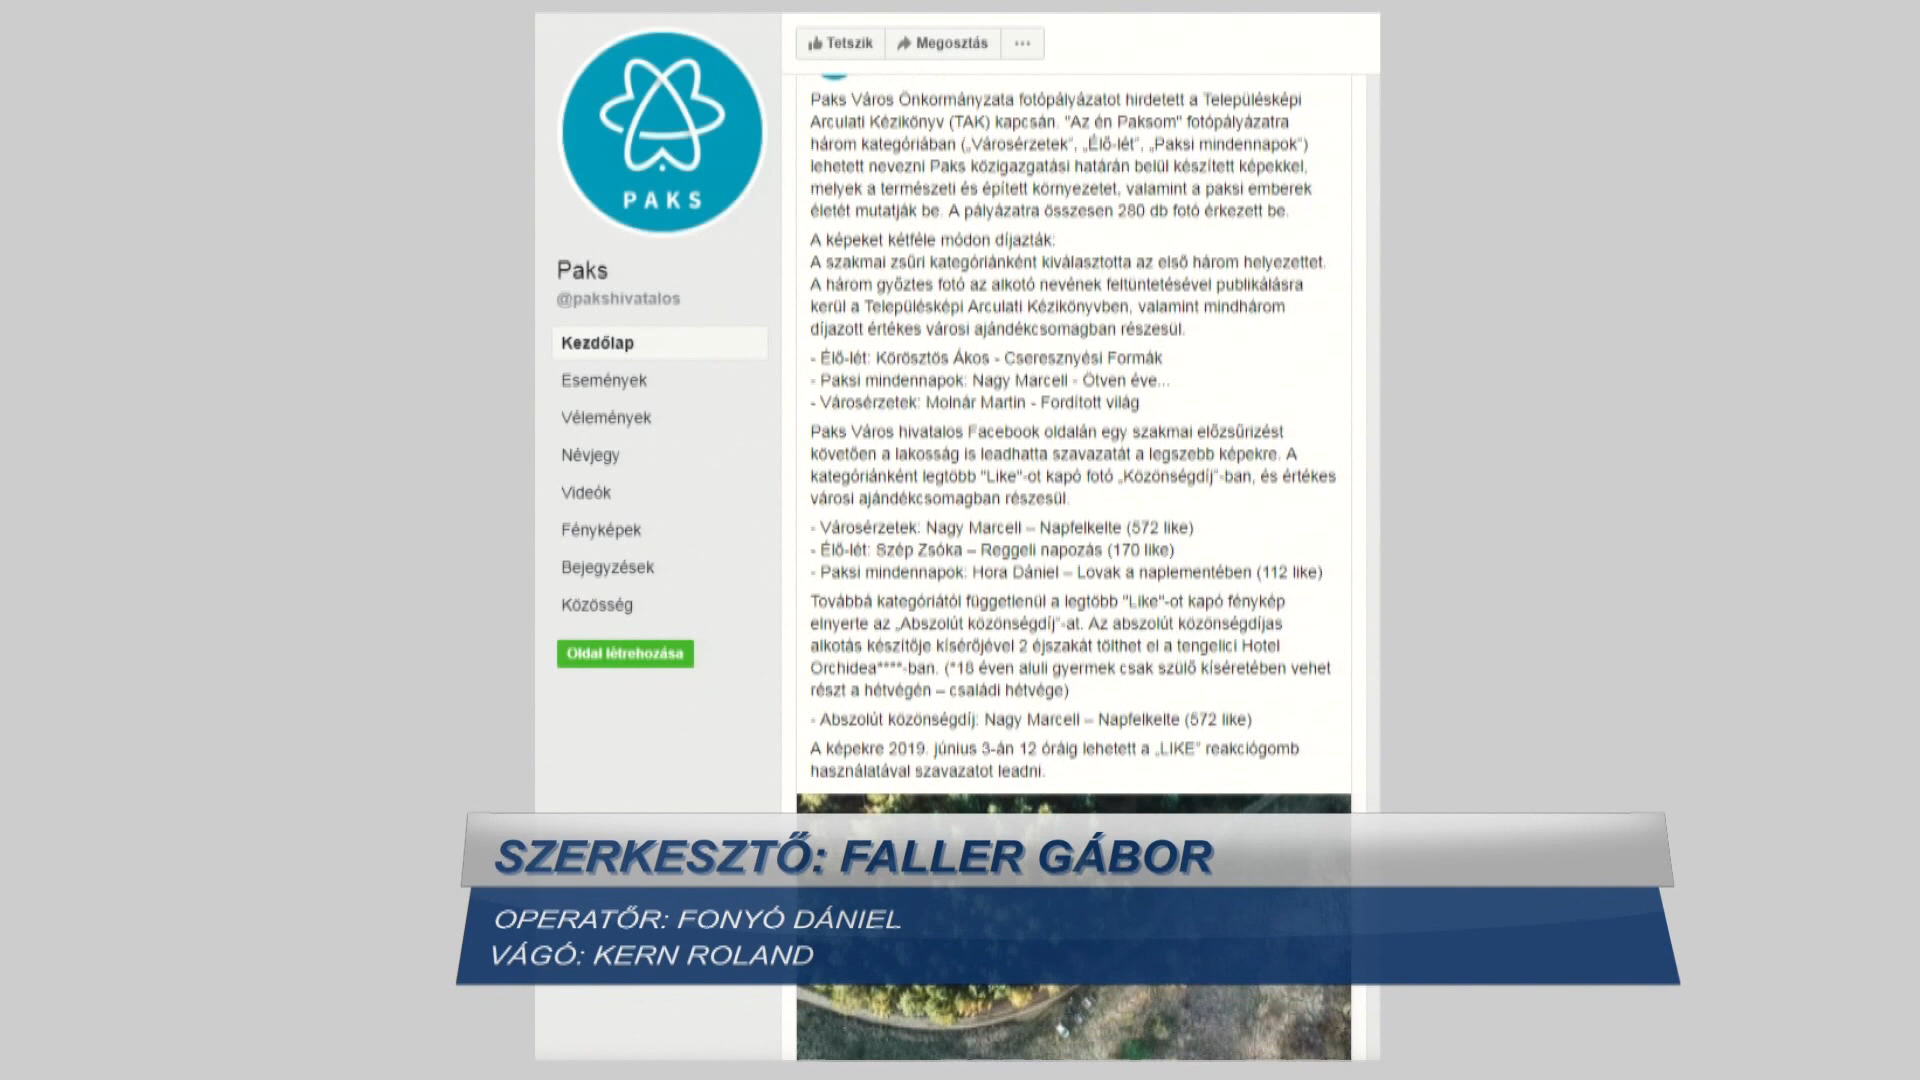 PAKS
Paks
@pakshivatalos
Kezdőlap
Események
Vélemények
Névjegy
Videók
Fényképek
Bejegyzések
Közösség
Oldal létrehozása
Tetszik
Megosztás
...
Paks Város Önkormányzata fotópályázatot hirdetett a Településképi
Arculati Kézikönyv (TAK) kapcsán. "Az én Paksom" fotópályázatra
három kategóriában („Városérzetek”, „Élő-lét”, „Paksi mindennapok”)
lehetett nevezni Paks közigazgatási határán belül készített képekkel,
melyek a természeti és épített környezetet, valamint a paksi emberek
életét mutatják be. A pályázatra összesen 280 db fotó érkezett be.
A képeket kétféle módon díjazták:
A szakmai zsűri kategóriánként kiválasztotta az első három helyezettet.
A három győztes fotó az alkotó nevének feltüntetésével publikálásra
kerül a Településképi Arculati Kézikönyvben, valamint mindhárom
díjazott értékes városi ajándékcsomagban részesül.
- Élő-lét: Körösztös Ákos - Cseresznyési Formák
- Paksi mindennapok: Nagy Marcell - Ötven éve...
- Városérzetek: Molnár Martin - Fordított világ
Paks Város hivatalos Facebook oldalán egy szakmai előzsűrizést
követően a lakosság is leadhatta szavazatát a legszebb képekre. A
kategóriánként legtöbb "Like"-ot kapó fotó „Közönségdíj”-ban, és értékes
városi ajándékcsomagban részesül.
- Városérzetek: Nagy Marcell – Napfelkelte (572 like)
- Élő-lét: Szép Zsóka – Reggeli napozás (170 like)
- Paksi mindennapok: Hora Dániel – Lovak a naplementében (112 like)
Továbbá kategóriától függetlenül a legtöbb "Like"-ot kapó fénykép
elnyerte az „Abszolút közönségdíj”-at. Az abszolút közönségdíjas
alkotás készítője kísérőjével 2 éjszakát tölthet el a tengelici Hotel
Orchidea****-ban. (*18 éven aluli gyermek csak szülő kíséretében vehet
részt a hétvégén – családi hétvége)
- Abszolút közönségdíj: Nagy Marcell – Napfelkelte (572 like)
A képekre 2019. június 3-án 12 óráig lehetett a „LIKE” reakciógomb
használatával szavazatot leadni.
SZERKESZTŐ: FALLER GÁBOR
OPERATŐR: FONYÓ DÁNIEL
VÁGÓ: KERN ROLAND